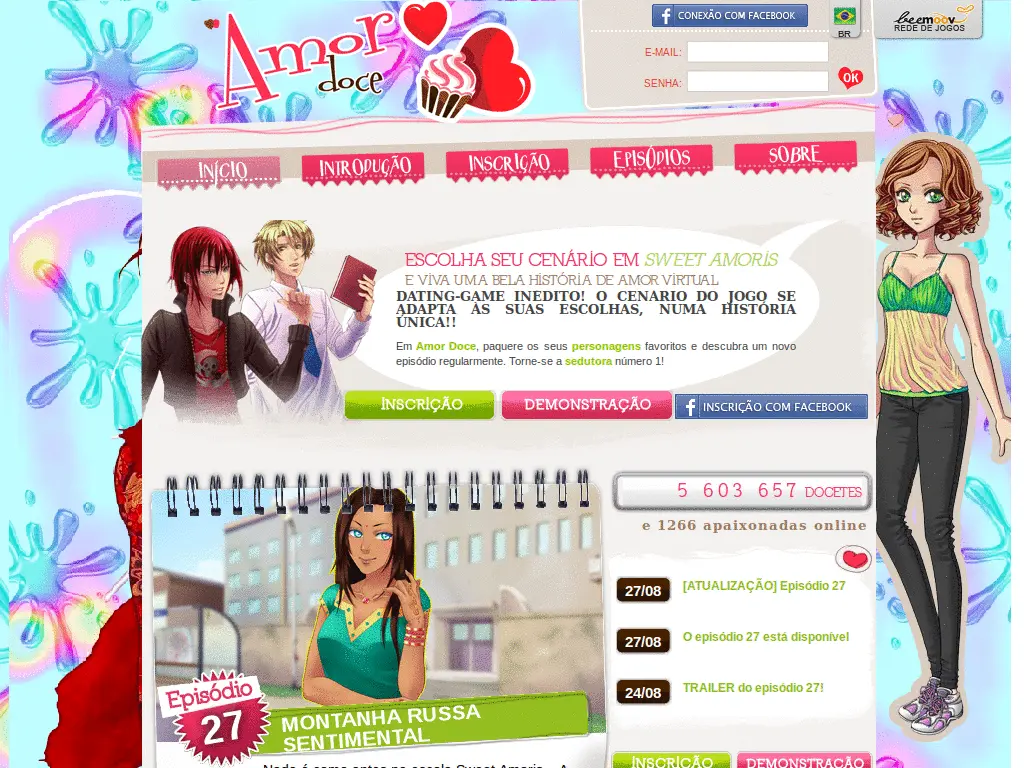 Amor
doce
CONEXÃO COM FACEBOOK
BR
beemoov
REDE DE JOGOS
E-MAIL:
SENHA:
OK
INÍCIO
INTRODUÇÃO
INSCRIÇÃO
EPISÓDIOS
SOBRE
ESCOLHA SEU CENÁRIO EM SWEET AMORIS
E VIVA UMA BELA HISTÓRIA DE AMOR VIRTUAL
DATING-GAME INEDITO! O CENARIO DO JOGO SE
ADAPTA ÀS SUAS ESCOLHAS, NUMA HISTÓRIA
ÚNICA!!
Em Amor Doce, paquere os seus personagens favoritos e descubra um novo
episódio regularmente. Torne-se a sedutora número 1!
INSCRIÇÃO
DEMONSTRAÇÃO
INSCRIÇÃO COM FACEBOOK
5 603 657 DOCETES
e 1266 apaixonadas online
27/08 [ATUALIZAÇÃO] Episódio 27
27/08 O episódio 27 está disponível
24/08 TRAILER do episódio 27!
Episódio
27
MONTANHA RUSSA
SENTIMENTAL
Nada é como antes na escola Sweet Amoris... A
INSCRIÇÃO
DEMONSTRAÇÃO